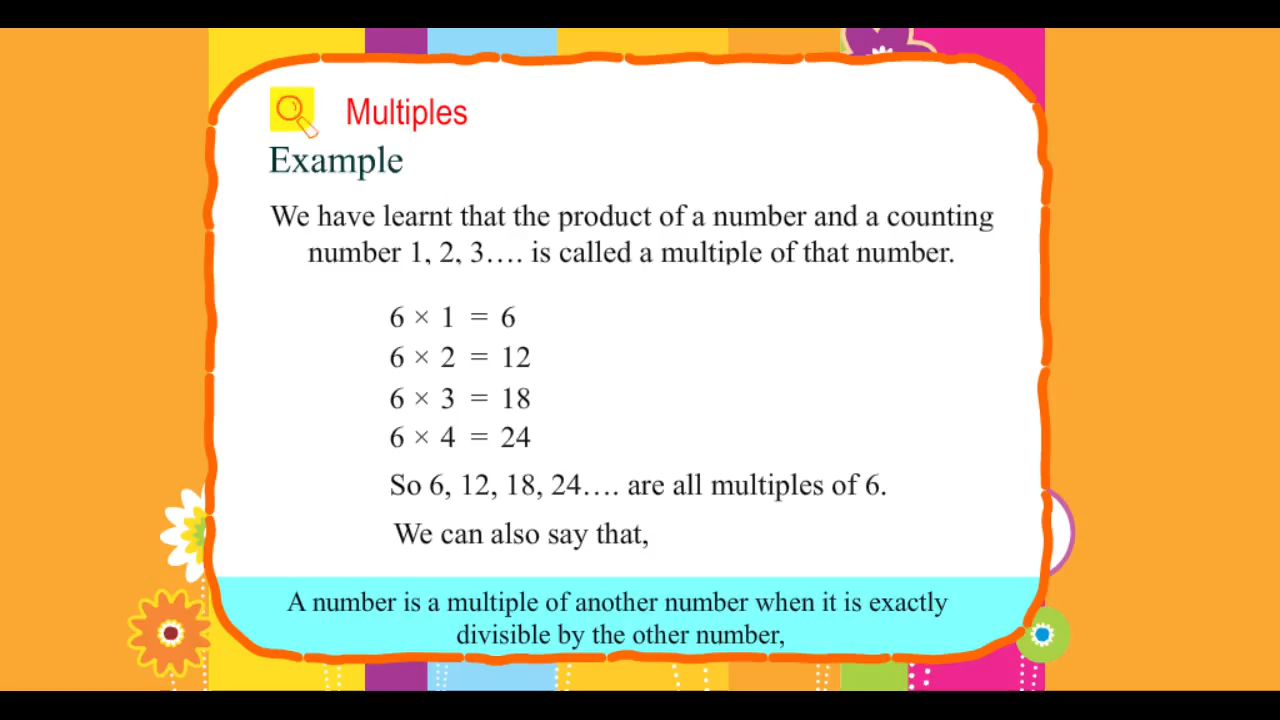 Multiples
Example
We have learnt that the product of a number and a counting
number 1, 2, 3.... is called a multiple of that number.
6 × 1 = 6
6 × 2 = 12
6 × 3 = 18
6 × 4 = 24
So 6, 12, 18, 24.... are all multiples of 6.
We can also say that,
A number is a multiple of another number when it is exactly
divisible by the other number,